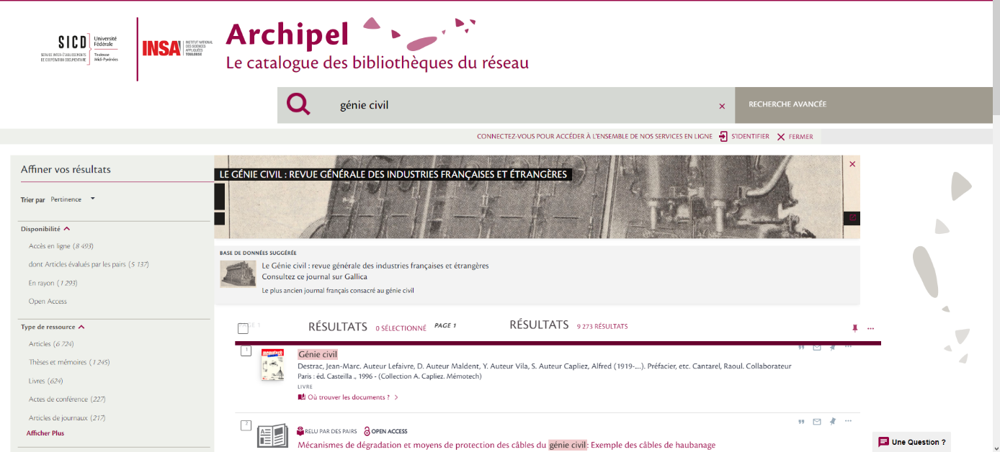 SICD
SERVICE INTER-ÉTABLISSEMENTS
DE COOPÉRATION DOCUMENTAIRE
Université
Fédérale
Toulouse
Midi-Pyrénées
INSA
INSTITUT NATIONAL
DES SCIENCES
APPLIQUÉES
TOULOUSE
Archipel
Le catalogue des bibliothèques du réseau
génie civil
RECHERCHE AVANCÉE
CONNECTEZ-VOUS POUR ACCÉDER À L'ENSEMBLE DE NOS SERVICES EN LIGNE S'IDENTIFIER FERMER
Affiner vos résultats
Trier par Pertinence
Disponibilité
Accès en ligne (8 493)
dont Articles évalués par les pairs (5 137)
En rayon (1 293)
Open Access
Type de ressource
Articles (6 724)
Thèses et mémoires (1 245)
Livres (624)
Actes de conférence (227)
Articles de journaux (217)
Afficher Plus
LE GÉNIE CIVIL : REVUE GÉNÉRALE DES INDUSTRIES FRANÇAISES ET ÉTRANGÈRES
BASE DE DONNÉES SUGGÉRÉE
Le Génie civil : revue générale des industries françaises et étrangères
Consultez ce journal sur Gallica
Le plus ancien journal français consacré au génie civil
PAGE 1
RÉSULTATS 0 SÉLECTIONNÉ PAGE 1 RÉSULTATS 9 273 RÉSULTATS
1
Génie civil
Destrac, Jean-Marc. Auteur Lefaivre, D. Auteur Maldent, Y. Auteur Vila, S. Auteur Capliez, Alfred (1919-....). Préfacier, etc. Cantarel, Raoul. Collaborateur
Paris : éd. Casteilla ., 1996 - (Collection A. Capliez. Mémotech)
LIVRE
Où trouver les documents ?
2
RELU PAR DES PAIRS OPEN ACCESS
Mécanismes de dégradation et moyens de protection des câbles du génie civil: Exemple des câbles de haubanage
Une Question ?